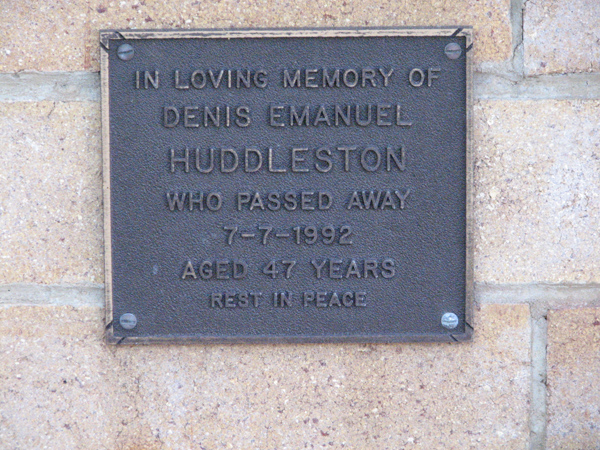 IN LOVING MEMORY OF
DENIS EMANUEL
HUDDLESTON
WHO PASSED AWAY
7-7-1992
AGED 47 YEARS
REST IN PEACE